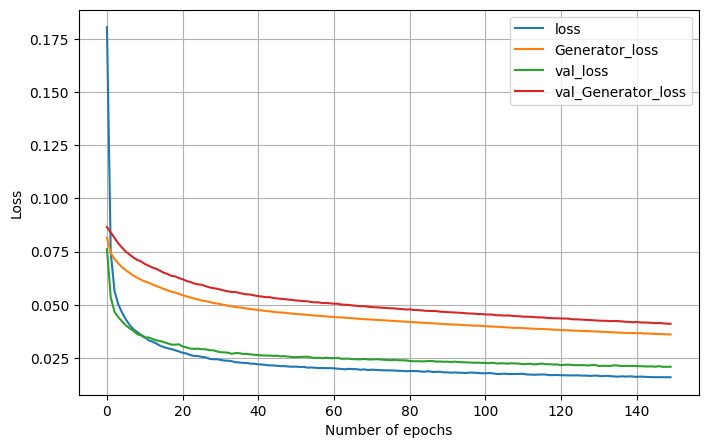 loss
Generator_loss
val_loss
val_Generator_loss
0.175
0.150
0.125
0.100
0.075
0.050
0.025
Loss
0 20 40 60 80 100 120 140
Number of epochs